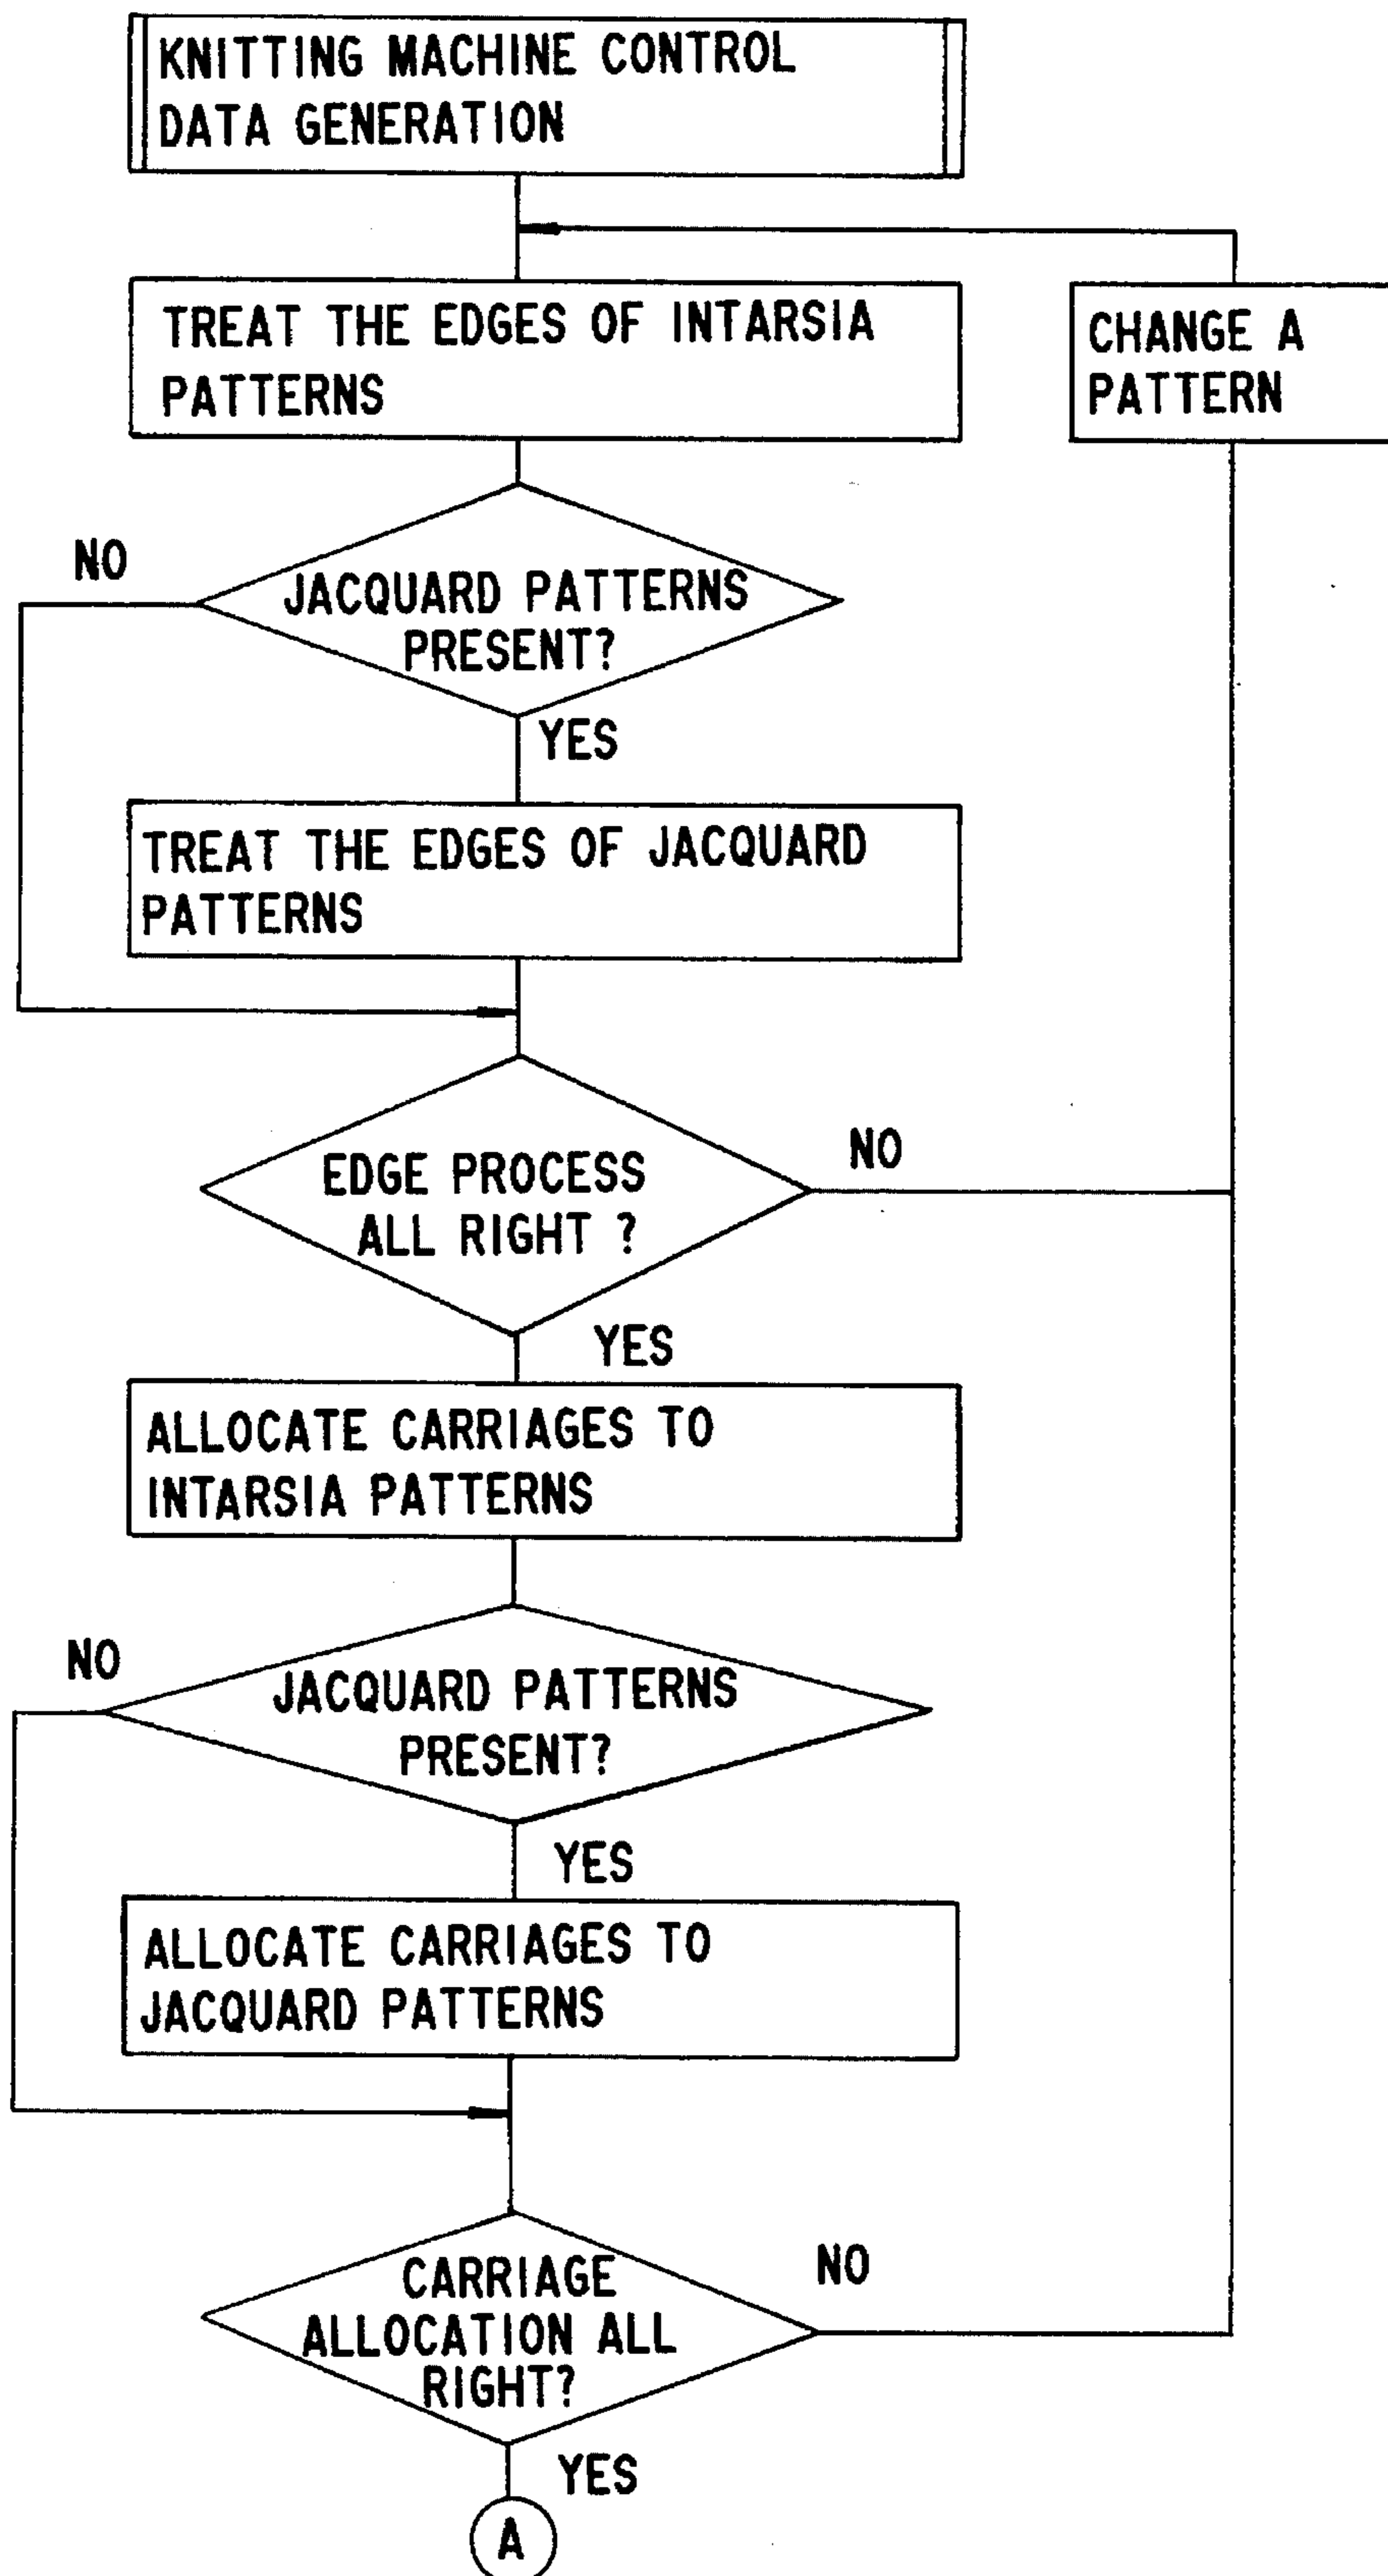 KNITTING MACHINE CONTROL
DATA GENERATION
TREAT THE EDGES OF INTARSIA
PATTERNS
CHANGE A
PATTERN
NO
JACQUARD PATTERNS
PRESENT?
YES
TREAT THE EDGES OF JACQUARD
PATTERNS
NO
EDGE PROCESS
ALL RIGHT ?
YES
ALLOCATE CARRIAGES TO
INTARSIA PATTERNS
NO
JACQUARD PATTERNS
PRESENT?
YES
ALLOCATE CARRIAGES TO
JACQUARD PATTERNS
NO
CARRIAGE
ALLOCATION ALL
RIGHT?
YES
A